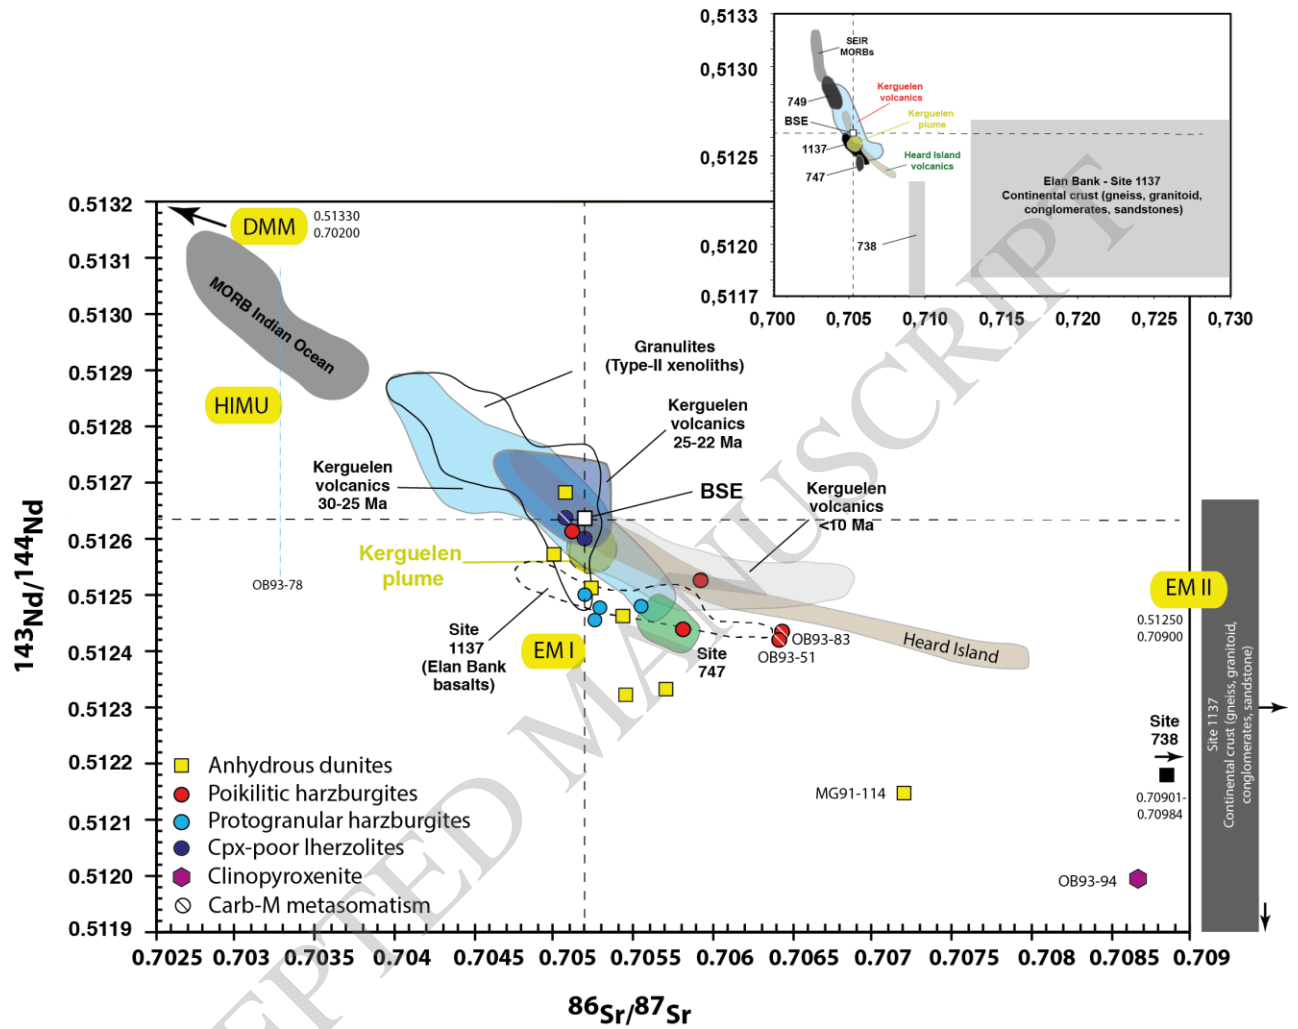 0,5133
0,5130
0,5125
0,5120
0,5117
SEIR
MORBs
749
BSE
1137
747
738
Kerguelen
volcanics
Kerguelen
plume
Heard Island
volcanics
Elan Bank - Site 1137
Continental crust (gneiss, granitoid,
conglomerates, sandstones)
0,700
0,705
0,710
0,715
0,720
0,725
0,730
143Nd/144Nd
0.5132
0.5131
0.5130
0.5129
0.5128
0.5127
0.5126
0.5125
0.5124
0.5123
0.5122
0.5121
0.5120
0.5119
DMM
0.51330
0.70200
MORB Indian Ocean
HIMU
OB93-78
Granulites
(Type-II xenoliths)
Kerguelen
volcanics
25-22 Ma
Kerguelen
volcanics
30-25 Ma
BSE
Kerguelen
volcanics
<10 Ma
Kerguelen
plume
Site
1137
(Elan Bank
basalts)
EM I
Site
747
OB93-83
OB93-51
Heard Island
EM II
0.51250
0.70900
Site 1137
Continental crust (gneiss, granitoid,
conglomerates, sandstone)
Site
738
0.70901-
0.70984
MG91-114
OB93-94
Anhydrous dunites
Poikilitic harzburgites
Protogranular harzburgites
Cpx-poor lherzolites
Clinopyroxenite
Carb-M metasomatism
0.7025
0.703
0.7035
0.704
0.7045
0.705
0.7055
0.706
0.7065
0.707
0.7075
0.708
0.7085
0.709
86Sr/87Sr
EPTED MANUSCRIPT